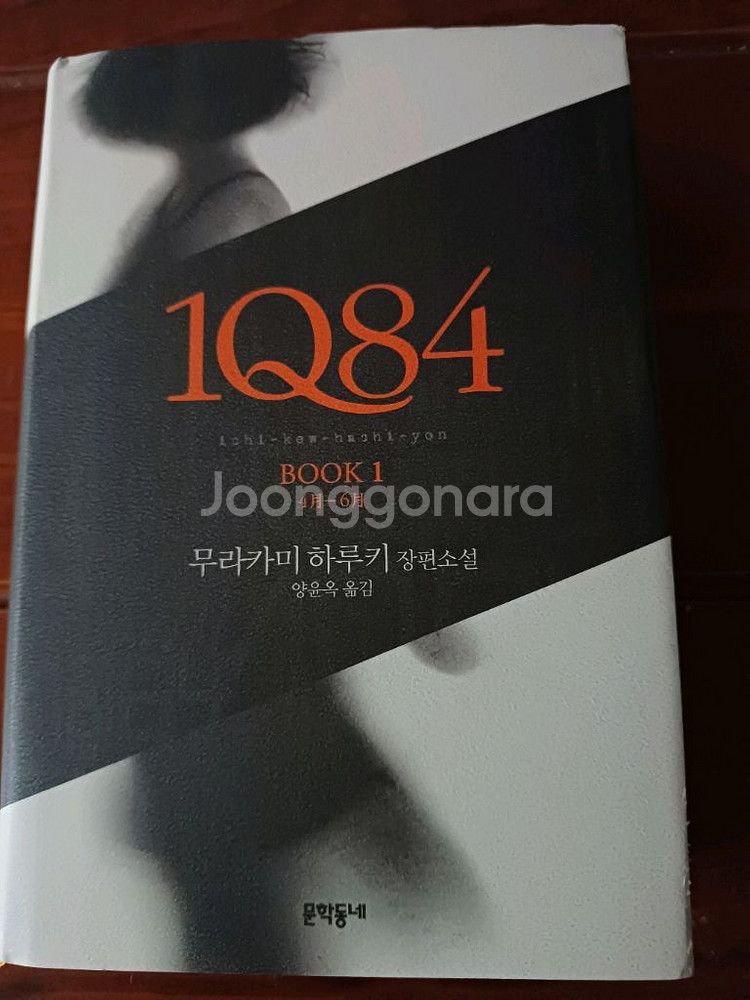 1Q84
ichi-kew-hachi-yon
BOOK 1
4月-6月
Joonggonara
무라카미 하루키 장편소설
양윤옥 옮김
문학동네